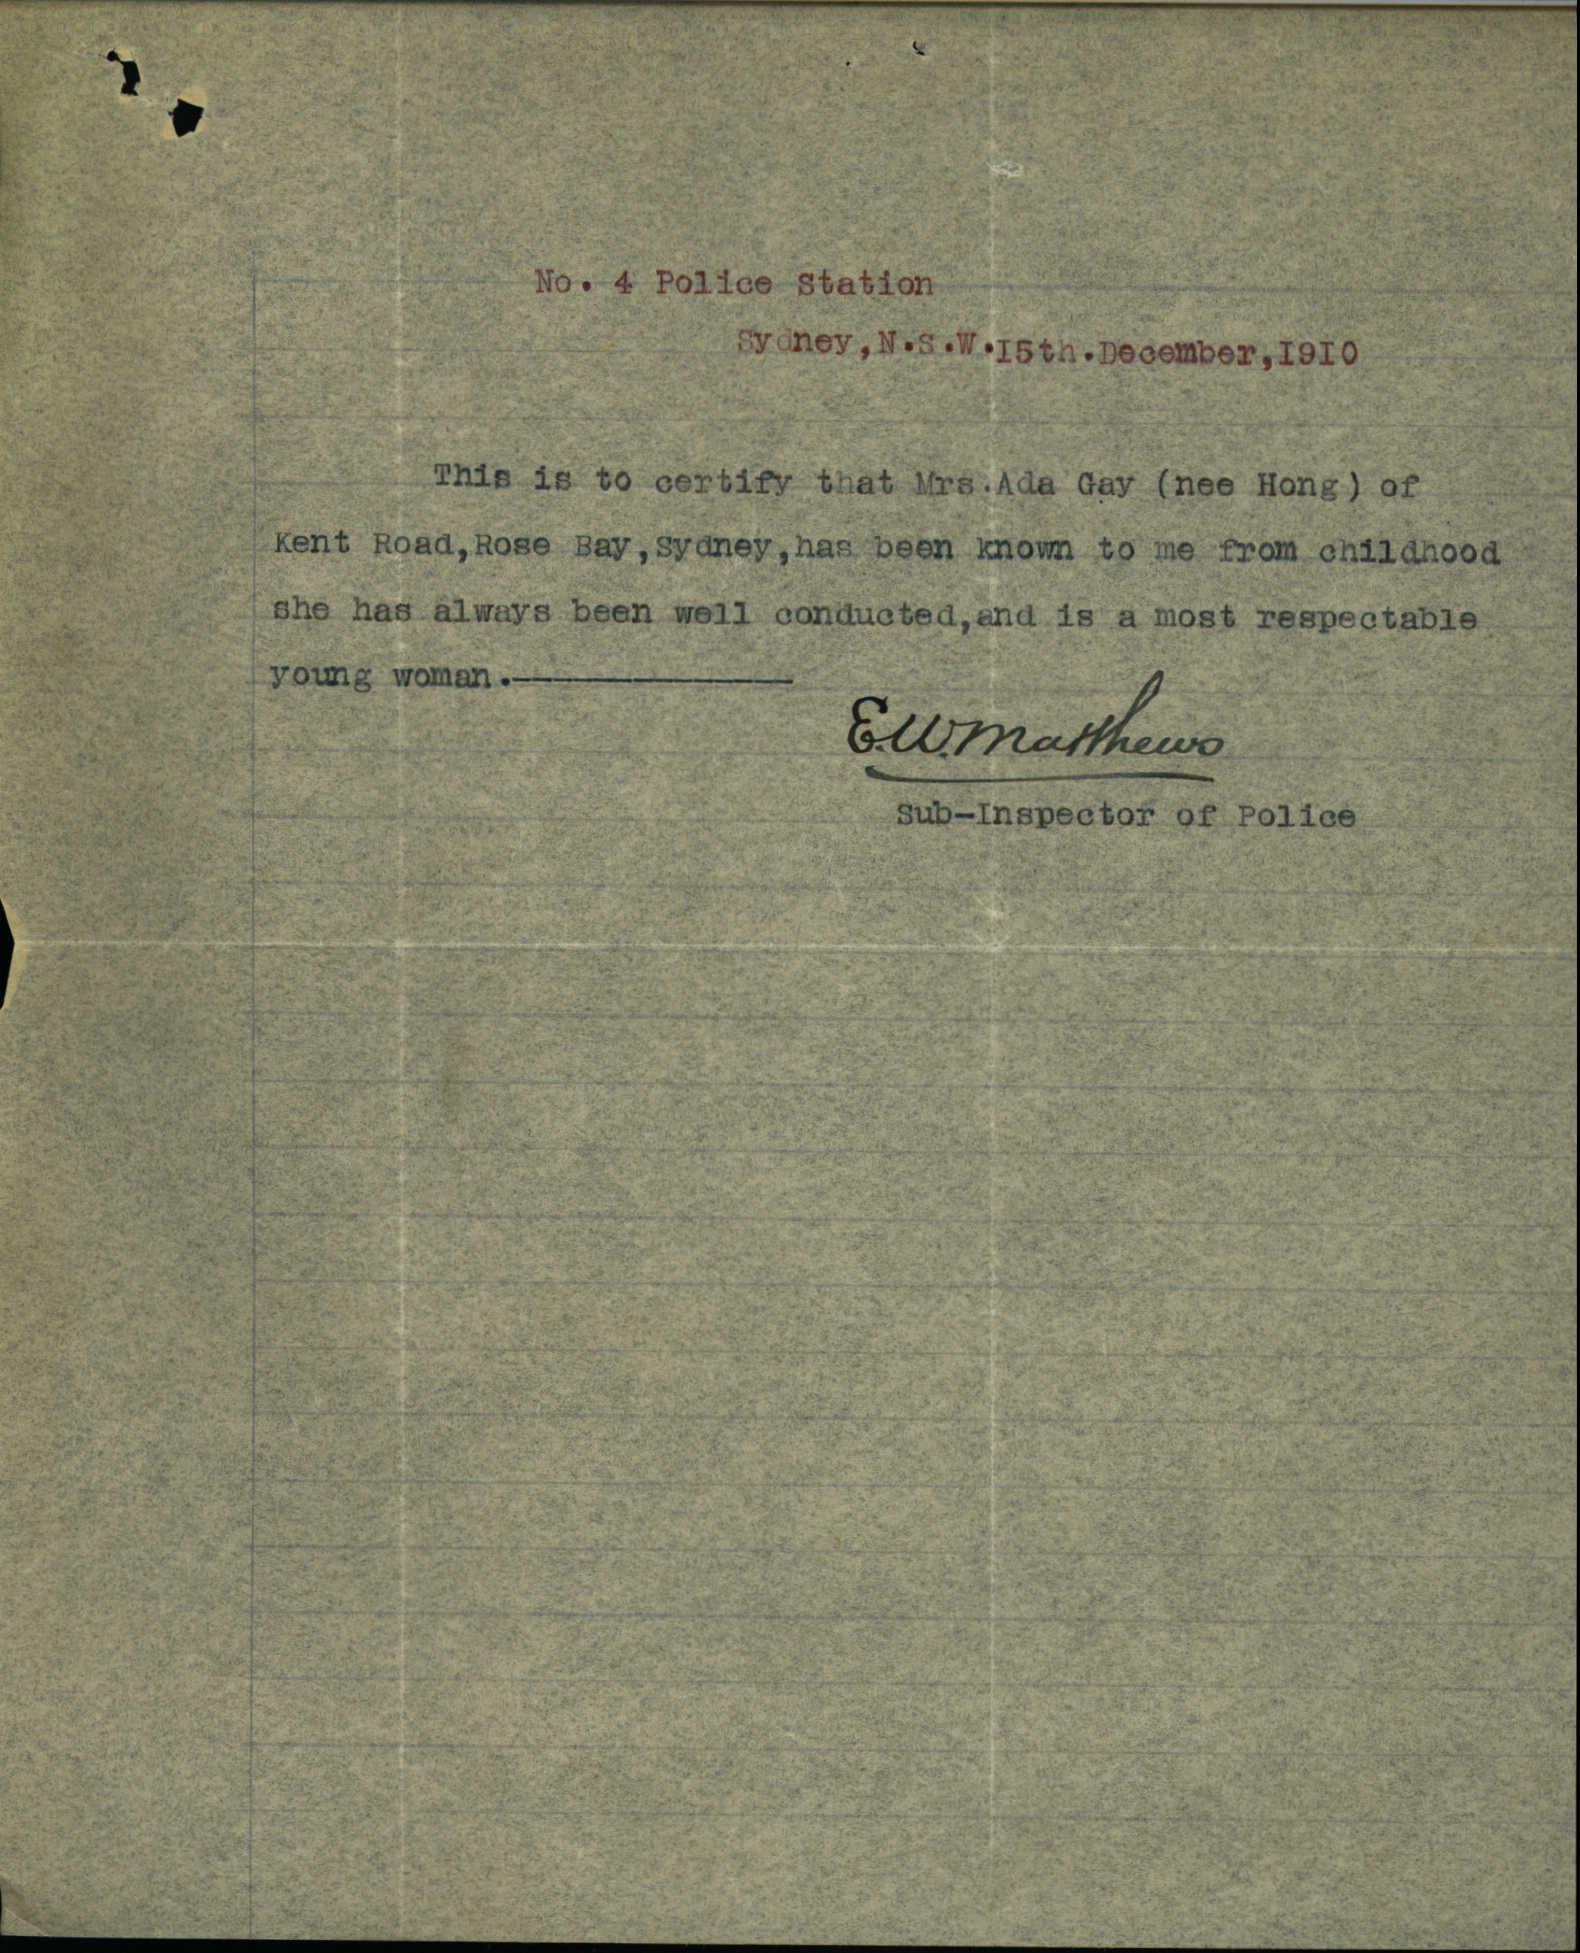 No. 4 Police Station
Sydney,N.S.W.I5th.December,I9I0
This is to certify that Mrs.Ada Gay (nee Hong) of
Kent Road,Rose Bay,Sydney,has been known to me from childhood
she has always been well conducted,and is a most respectable
young woman.
E.W.Matthews
Sub-Inspector of Police